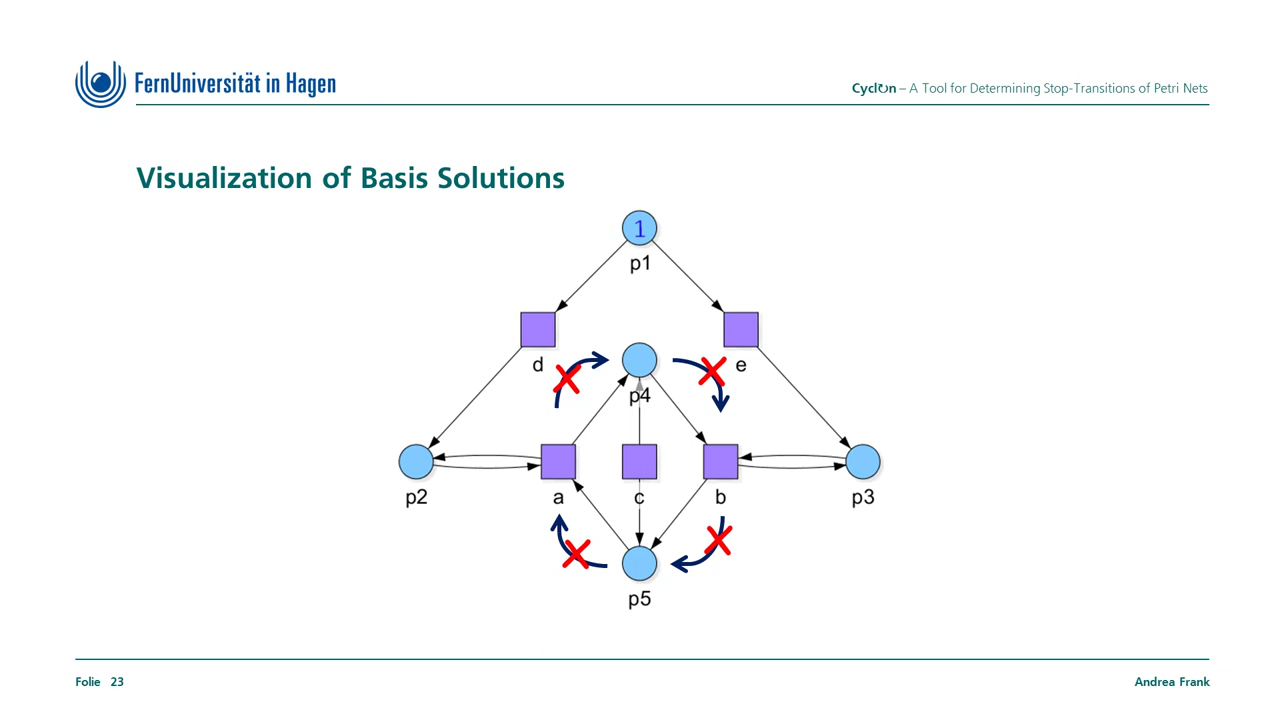 FernUniversität in Hagen
Cycl↻n – A Tool for Determining Stop-Transitions of Petri Nets
Visualization of Basis Solutions
1
p1
d
e
p4
p2
a
c
b
p3
p5
Folie 23
Andrea Frank